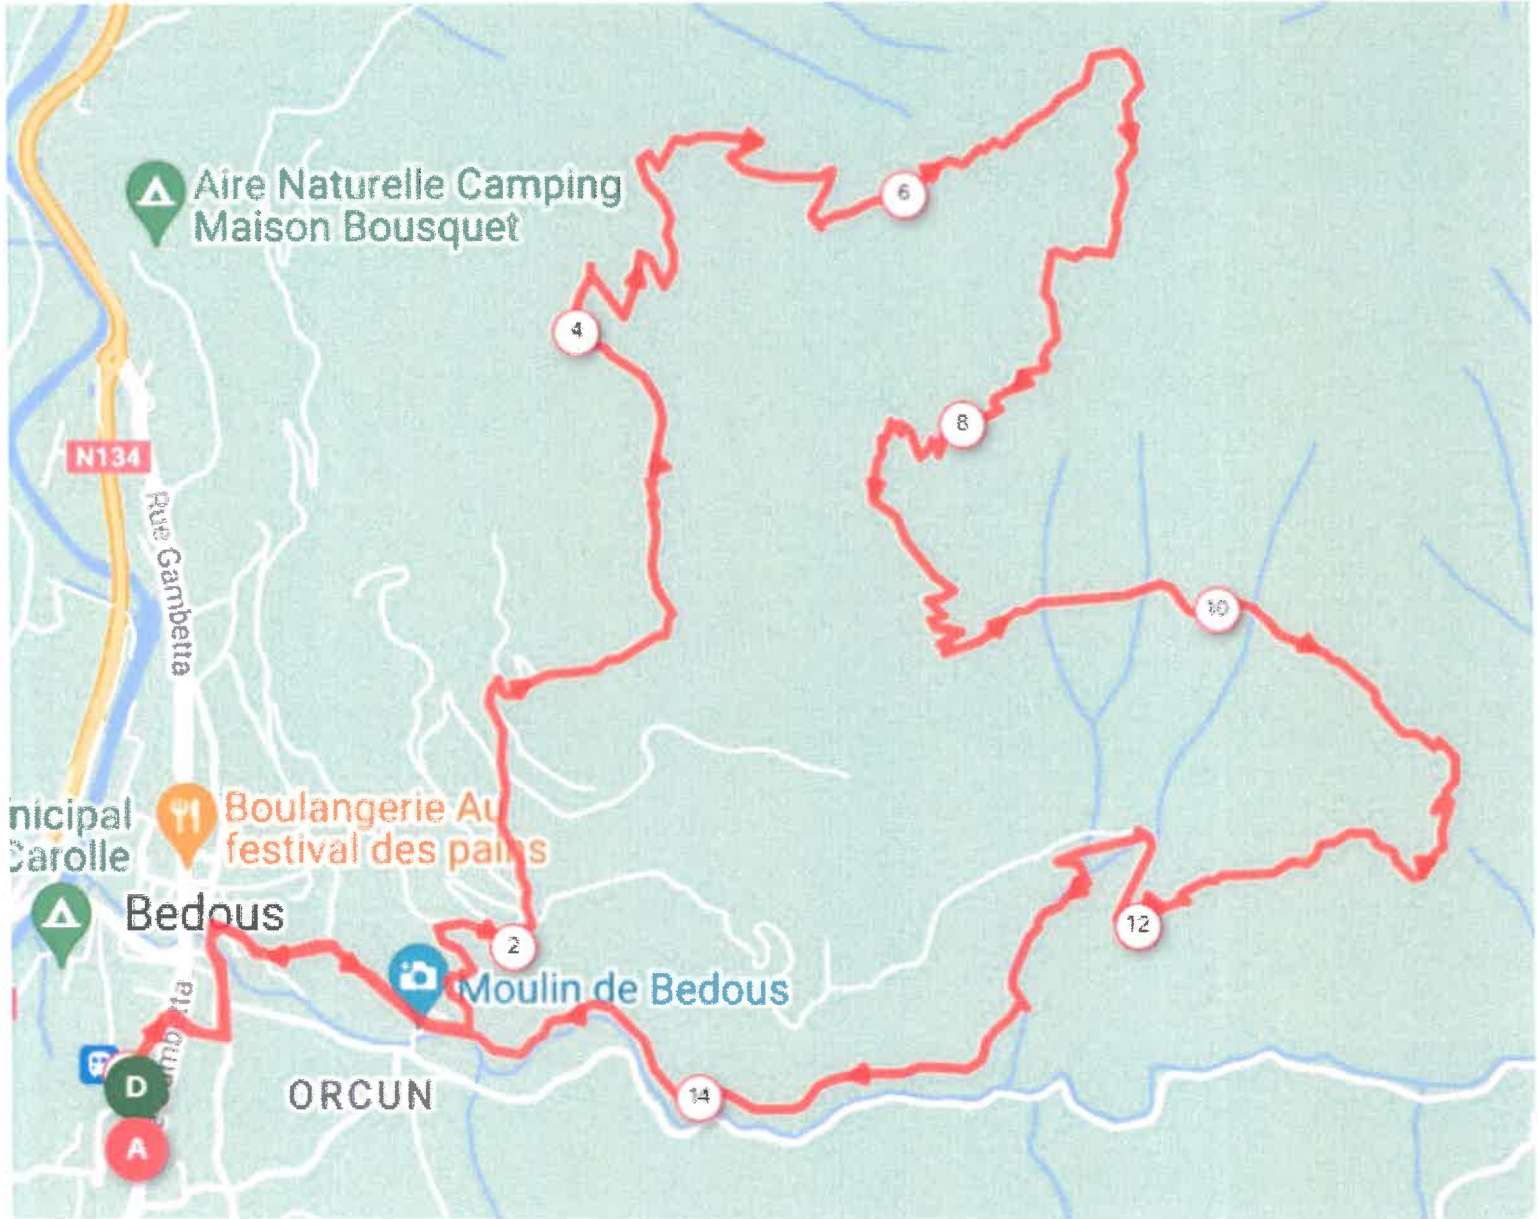 6
Aire Naturelle Camping
Maison Bousquet
4
8
N134
Rue Gambetta
10
nicipal
Carolle
Boulangerie Au
festival des pains
Bedous
2
12
Moulin de Bedous
14
ORCUN
D
A